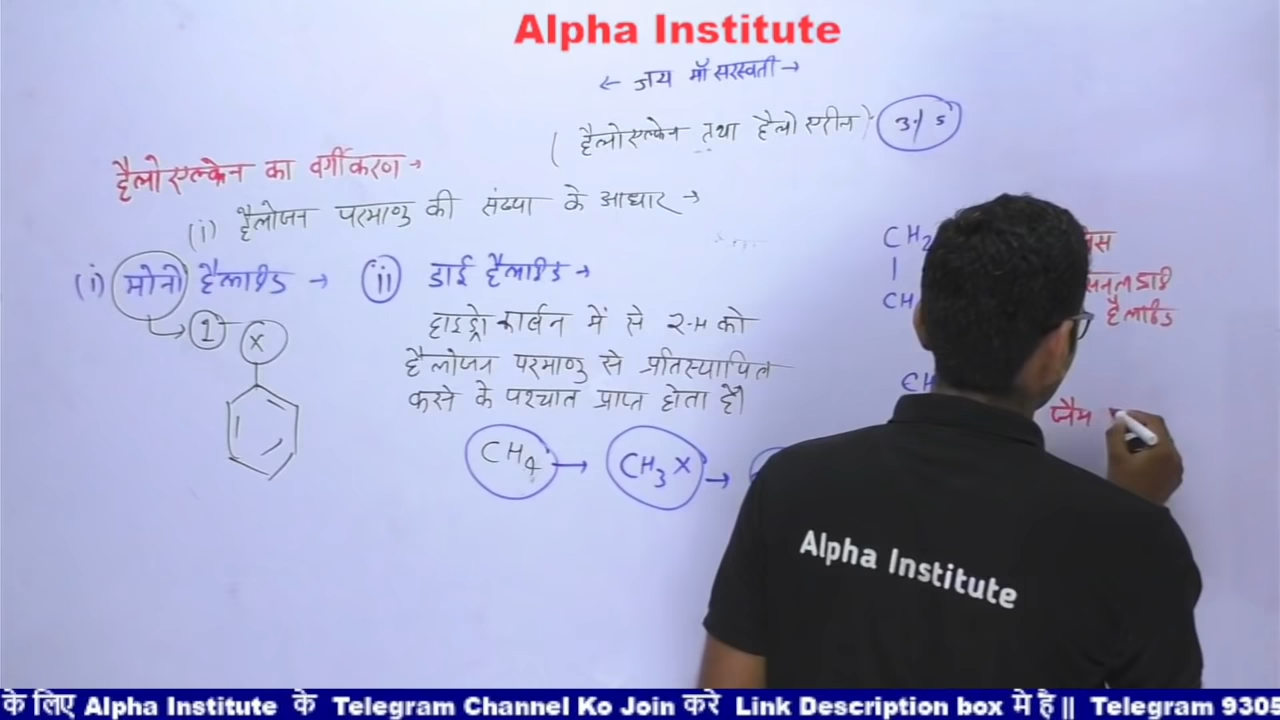 Alpha Institute
← जय माँ सरस्वती →
(हैलोएल्केन तथा हैलोएरीन)
हैलोएल्केन का वर्गीकरण →
(i) हैलोजन परमाणु की संख्या के आधार →
(i) मोनो हैलाइड → (ii) डाई हैलाइड →
1 X
हाइड्रोकार्बन में से 2-H को
हैलोजन परमाणु से प्रतिस्थापित
करने के पश्चात प्राप्त होता है।
CH₄ → CH₃X →
CH₂
CH
हैलाइड
CH
Alpha Institute
के लिए Alpha Institute के Telegram Channel Ko Join करे Link Description box मे है || Telegram 9305